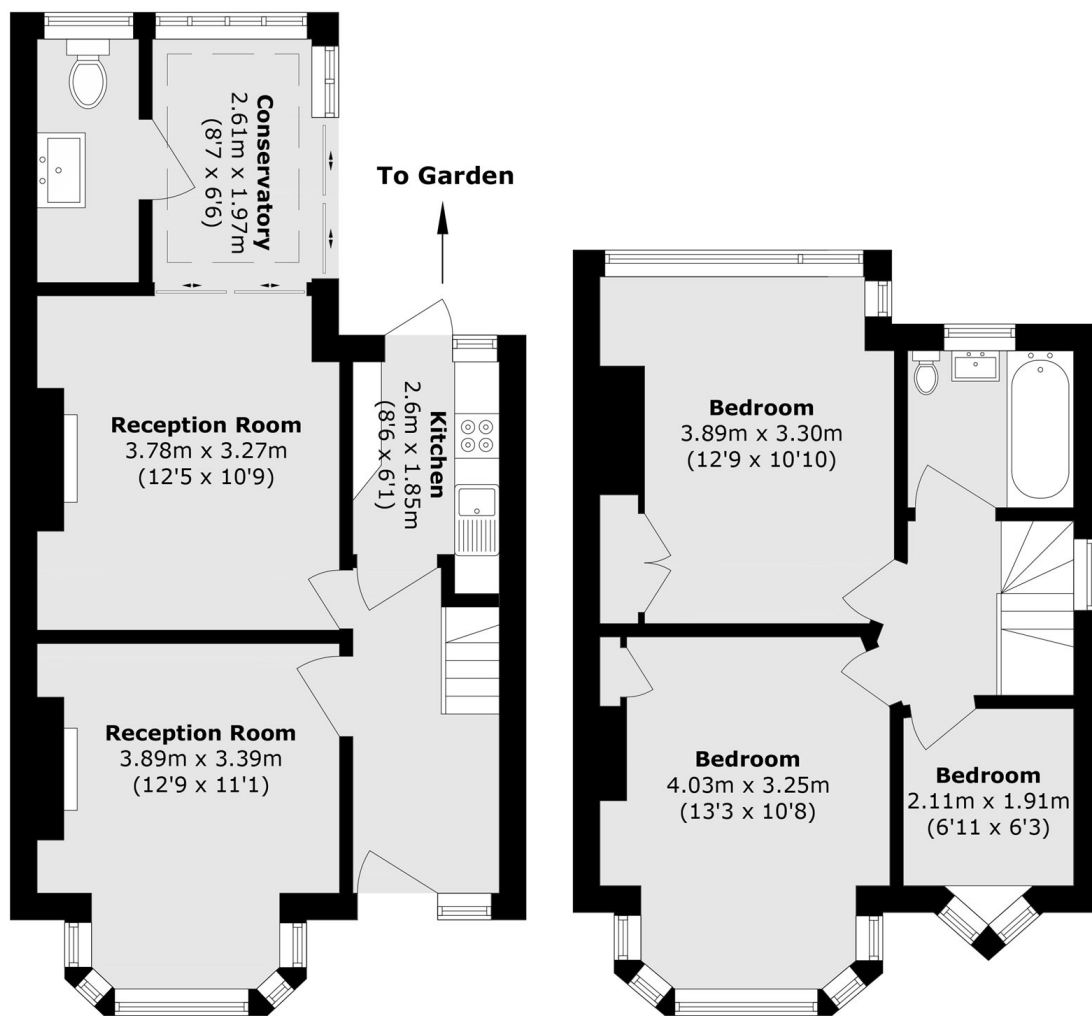 Conservatory
2.61m x 1.97m
(8'7 x 6'6)
To Garden
Reception Room
3.78m x 3.27m
(12'5 x 10'9)
Kitchen
2.6m x 1.85m
(8'6 x 6'1)
Reception Room
3.89m x 3.39m
(12'9 x 11'1)
Bedroom
3.89m x 3.30m
(12'9 x 10'10)
Bedroom
4.03m x 3.25m
(13'3 x 10'8)
Bedroom
2.11m x 1.91m
(6'11 x 6'3)